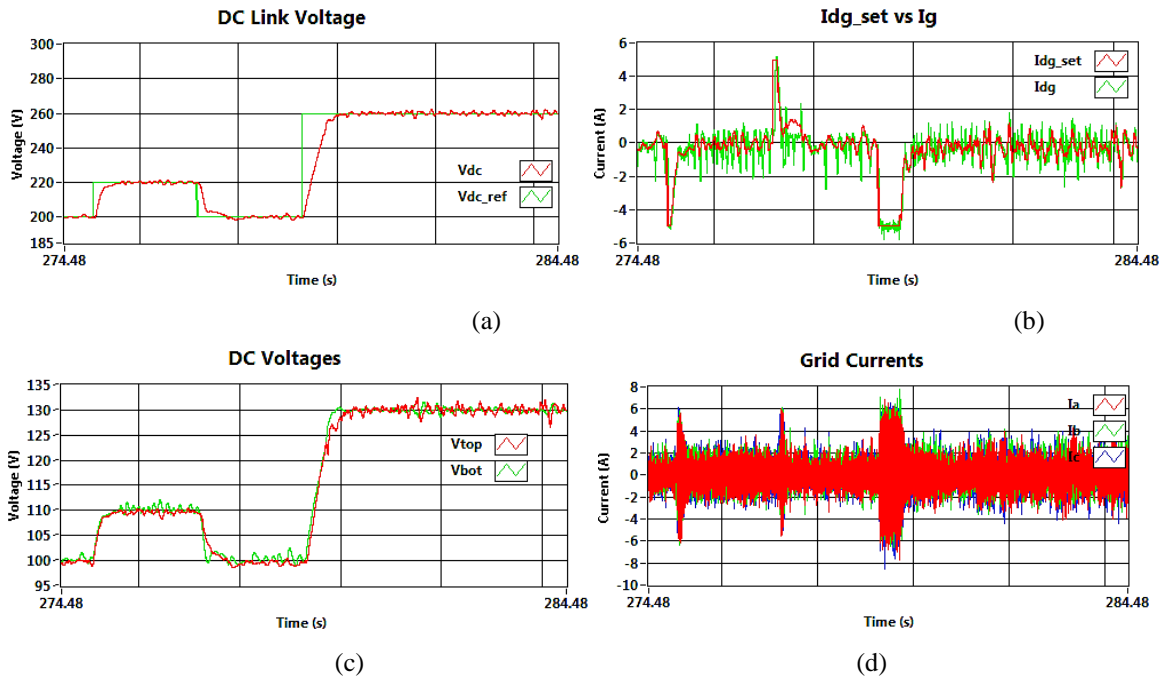 DC Link Voltage
300
280
260
240
220
200
185
Voltage (V)
Vdc
Vdc_ref
274.48
284.48
Time (s)
(a)
Idg_set vs Ig
6
4
2
0
-2
-4
-6
Current (A)
Idg_set
Idg
274.48
284.48
Time (s)
(b)
DC Voltages
135
130
125
120
115
110
105
100
95
Voltage (V)
Vtop
Vbot
274.48
284.48
Time (s)
(c)
Grid Currents
8
6
4
2
0
-2
-4
-6
-8
-10
Current (A)
Ia
Ib
Ic
274.48
284.48
Time (s)
(d)